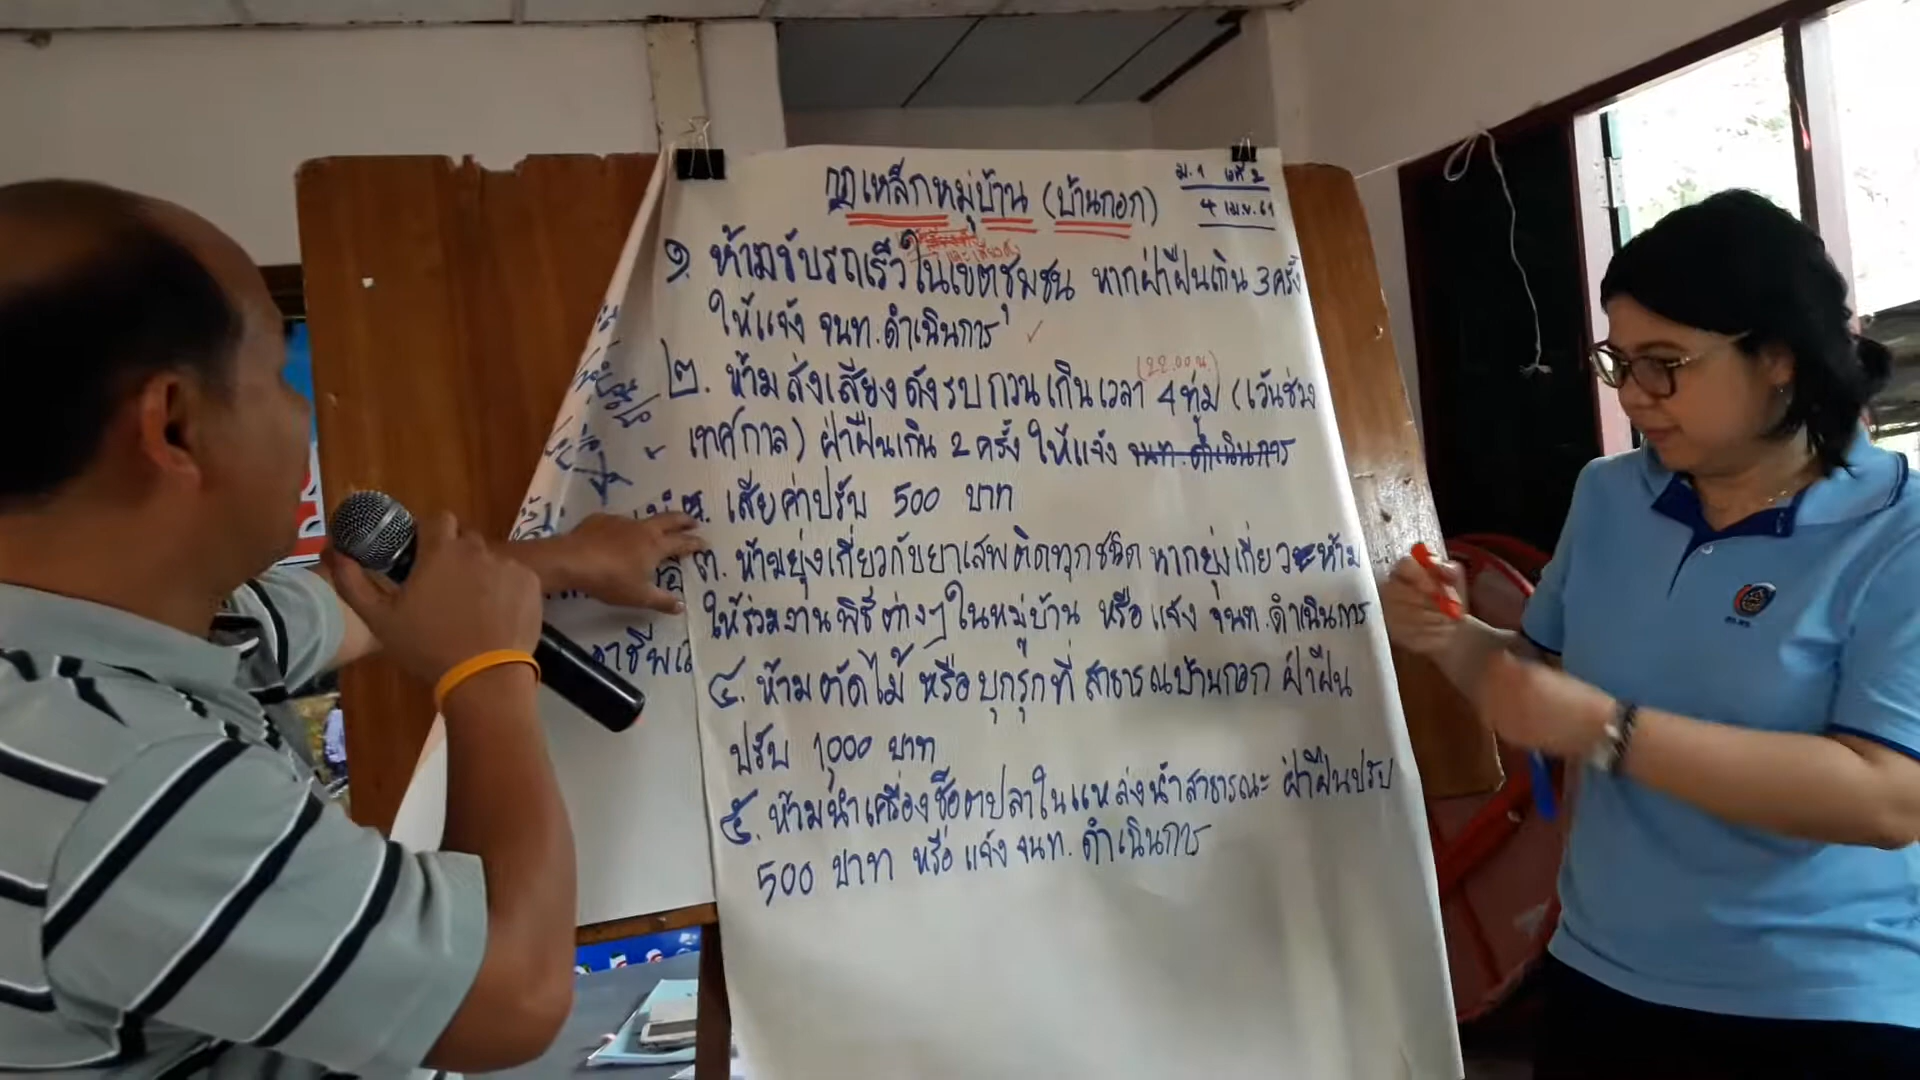 กฎเหล็กหมู่บ้าน (บ้านกอก)
ม.1 เวที 2
4 เม.ย. 61
๑. ห้ามขับรถเร็วในเขตชุมชน หากฝ่าฝืนเกิน 3 ครั้ง
ให้แจ้ง จนท. ดำเนินการ ✓
(22.00 น.)
๒. ห้ามส่งเสียงดังรบกวนเกินเวลา 4 ทุ่ม (เว้นช่วง
เทศกาล) ฝ่าฝืนเกิน 2 ครั้ง ให้แจ้ง จนท. ดำเนินการ
เสียค่าปรับ 500 บาท
๓. ห้ามยุ่งเกี่ยวกับยาเสพติดทุกชนิด หากยุ่งเกี่ยว ห้าม
ให้ร่วมงานพิธีต่างๆ ในหมู่บ้าน หรือ แจ้ง จนท. ดำเนินการ
๔. ห้ามตัดไม้ หรือบุกรุกที่ สาธารณบ้านกอก ฝ่าฝืน
ปรับ 1,000 บาท
๕. ห้ามนำเครื่องช็อตปลาในแหล่งน้ำสาธารณะ ฝ่าฝืนปรับ
500 บาท หรือ แจ้ง จนท. ดำเนินการ